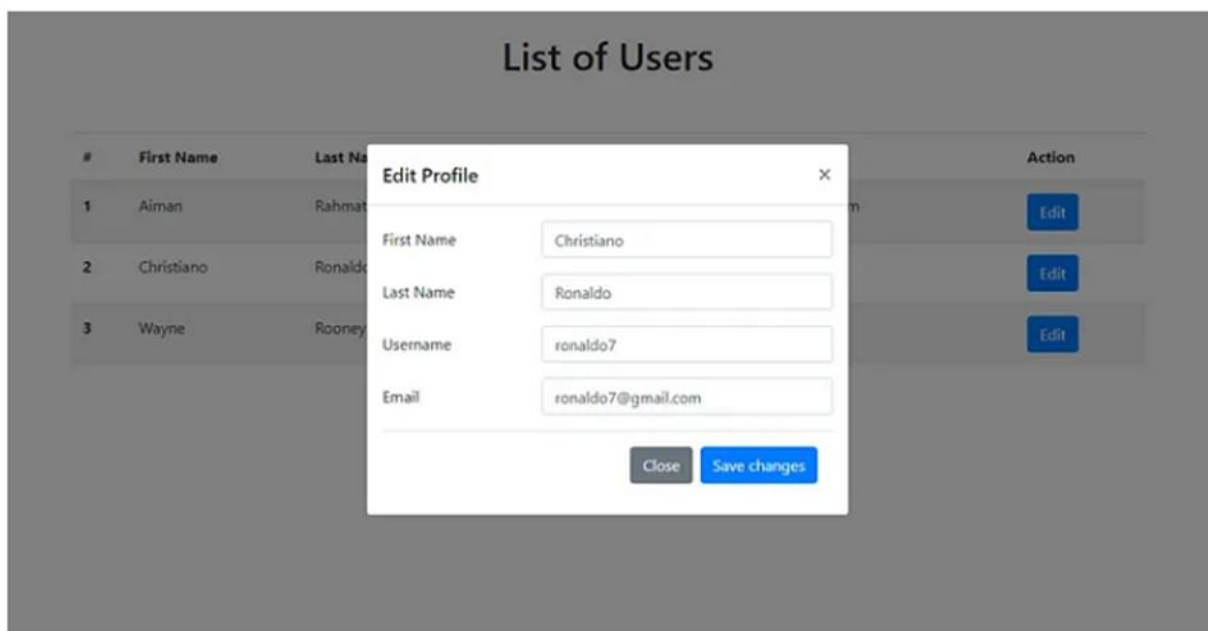 List of Users
# First Name Last Na Action
1 Aiman Rahmat m Edit
2 Christiano Ronaldo Edit
3 Wayne Rooney Edit
Edit Profile ×
First Name Christiano
Last Name Ronaldo
Username ronaldo7
Email ronaldo7@gmail.com
Close Save changes